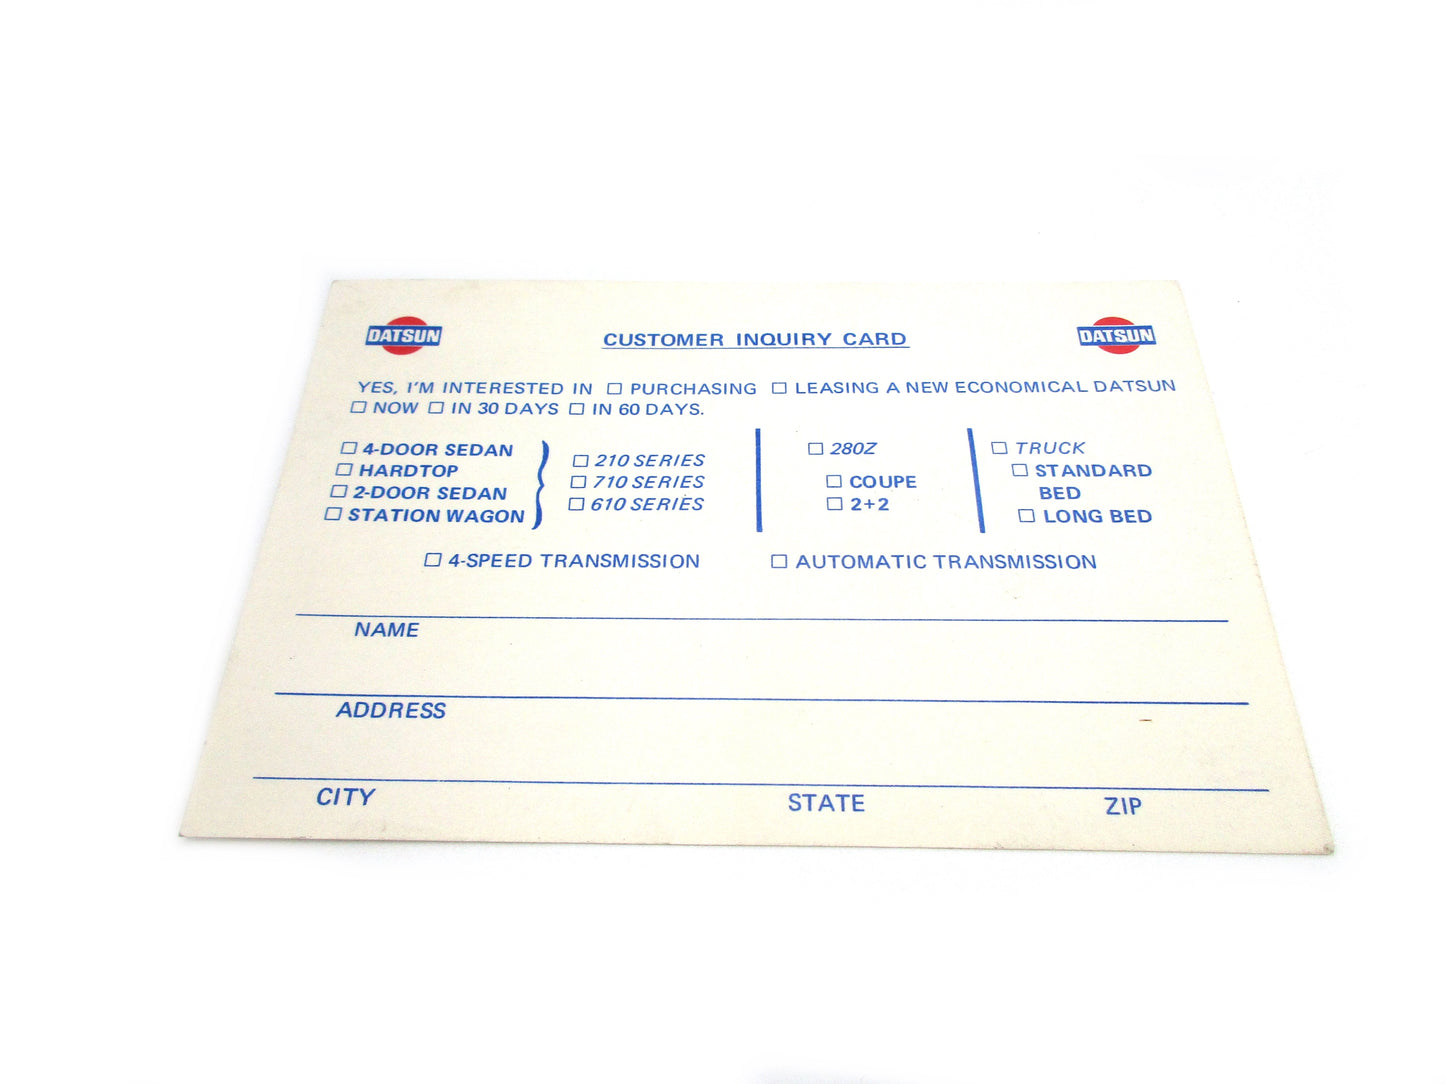 DATSUN
CUSTOMER INQUIRY CARD
DATSUN
YES, I'M INTERESTED IN ☐ PURCHASING ☐ LEASING A NEW ECONOMICAL DATSUN
☐ NOW ☐ IN 30 DAYS ☐ IN 60 DAYS.
☐ 4-DOOR SEDAN
☐ HARDTOP
☐ 2-DOOR SEDAN
☐ STATION WAGON
☐ 210 SERIES
☐ 710 SERIES
☐ 610 SERIES
☐ 280Z
☐ COUPE
☐ 2+2
☐ TRUCK
☐ STANDARD
BED
☐ LONG BED
☐ 4-SPEED TRANSMISSION ☐ AUTOMATIC TRANSMISSION
NAME
ADDRESS
CITY STATE ZIP